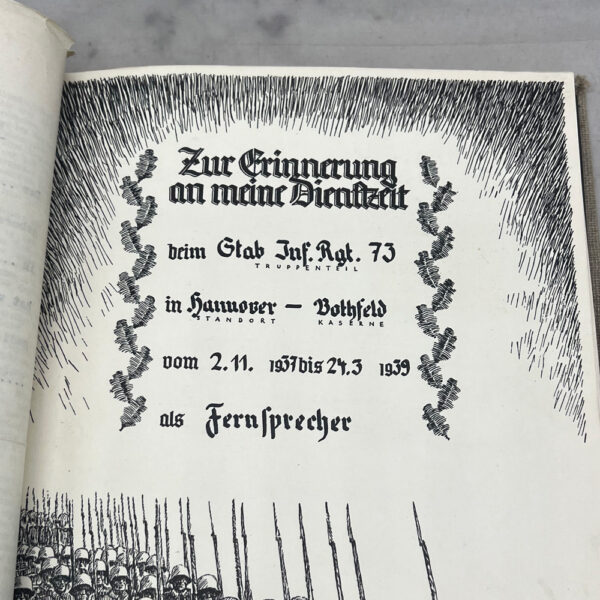 Zur Erinnerung
an meine Dienstzeit
beim Stab Inf. Rgt. 73
TRUPPENTEIL
in Hannover – Bothfeld
STANDORT KASERNE
vom 2.11. 1937 bis 24.3 1939
als Fernsprecher